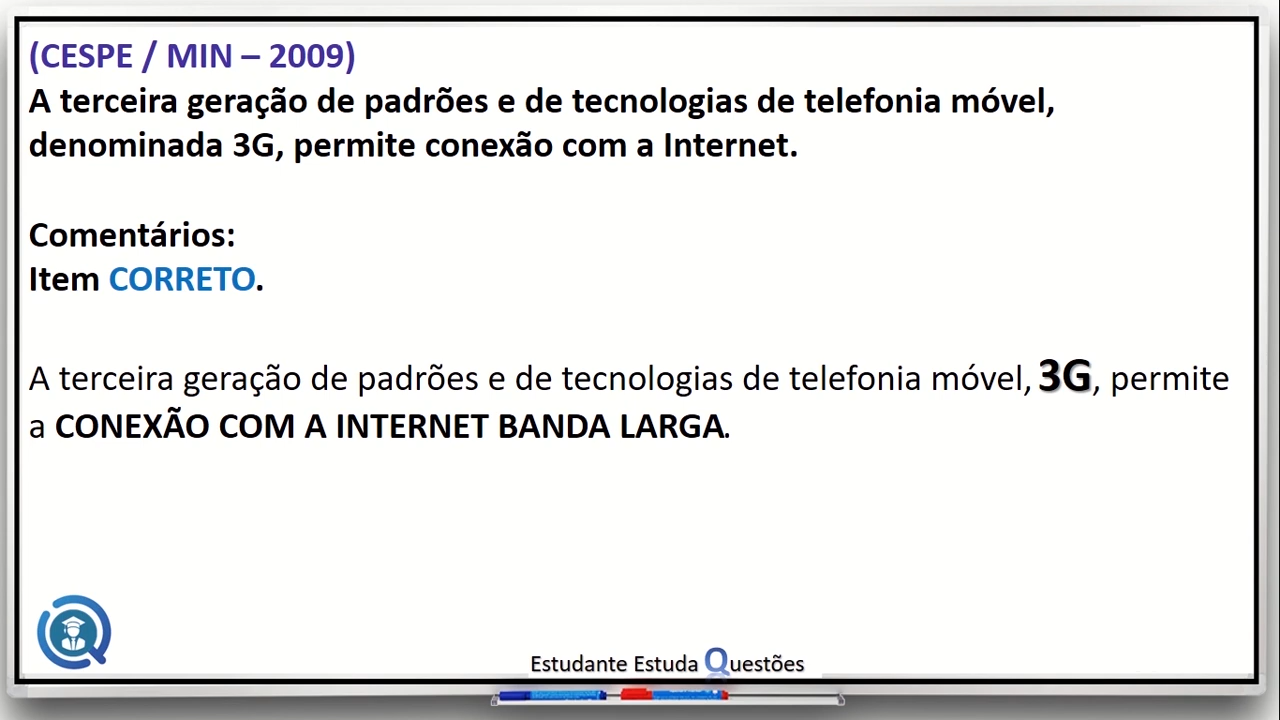 (CESPE / MIN – 2009)
A terceira geração de padrões e de tecnologias de telefonia móvel,
denominada 3G, permite conexão com a Internet.
Comentários:
Item CORRETO.
A terceira geração de padrões e de tecnologias de telefonia móvel, 3G, permite
a CONEXÃO COM A INTERNET BANDA LARGA.
Estudante Estuda Questões